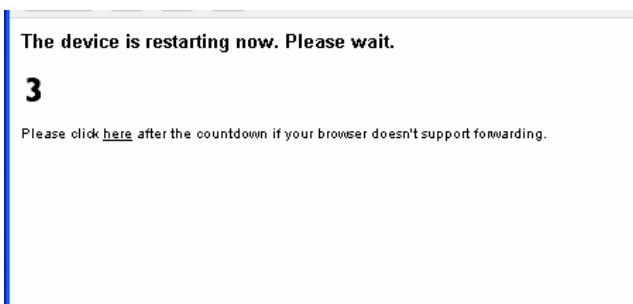 The device is restarting now. Please wait.
3
Please click here after the countdown if your browser doesn't support forwarding.